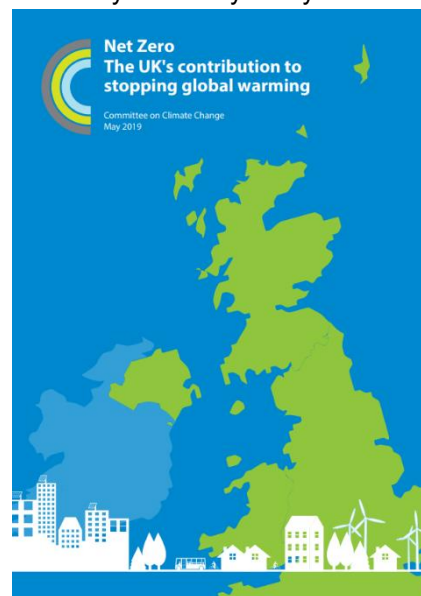 Net Zero
The UK's contribution to
stopping global warming
Committee on Climate Change
May 2019